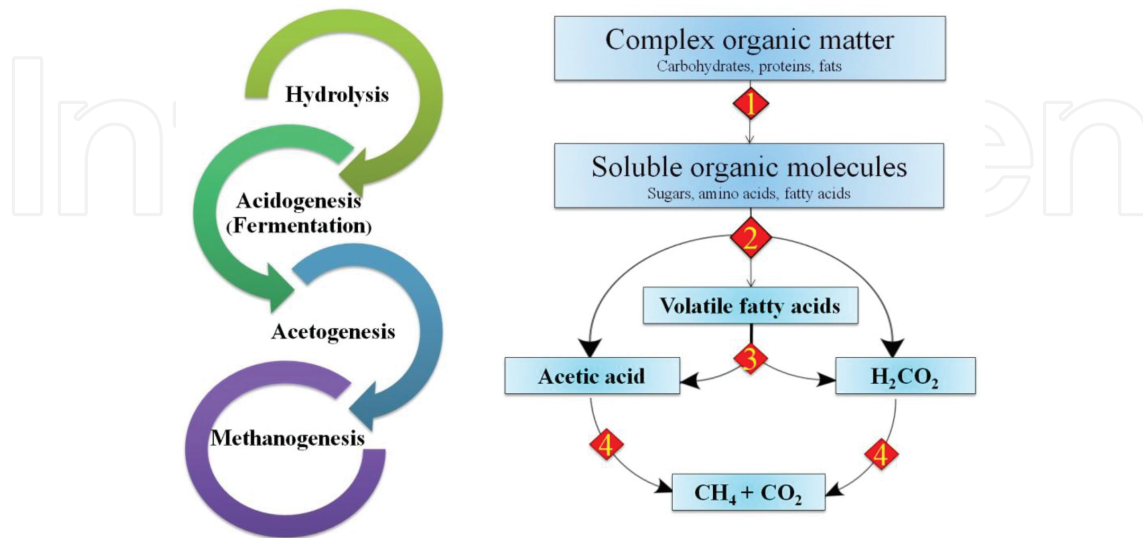 Hydrolysis
Acidogenesis
(Fermentation)
Acetogenesis
Methanogenesis
Complex organic matter
Carbohydrates, proteins, fats
1
Soluble organic molecules
Sugars, amino acids, fatty acids
2
Volatile fatty acids
3
Acetic acid
H₂CO₂
4
4
CH₄ + CO₂